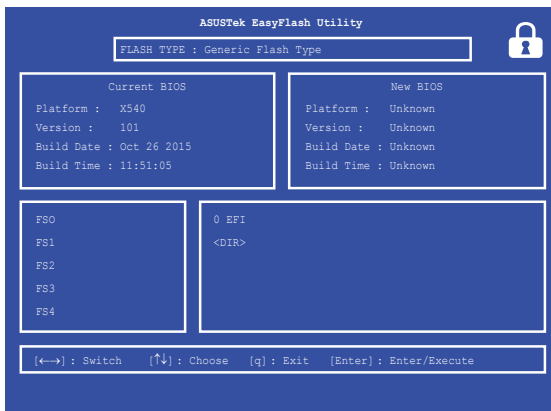 ASUSTek EasyFlash Utility
FLASH TYPE : Generic Flash Type
Current BIOS
Platform : X540
Version : 101
Build Date : Oct 26 2015
Build Time : 11:51:05
New BIOS
Platform : Unknown
Version : Unknown
Build Date : Unknown
Build Time : Unknown
FSO
FS1
FS2
FS3
FS4
0 EFI
<DIR>
[←→] : Switch [↑↓] : Choose [q] : Exit [Enter] : Enter/Execute